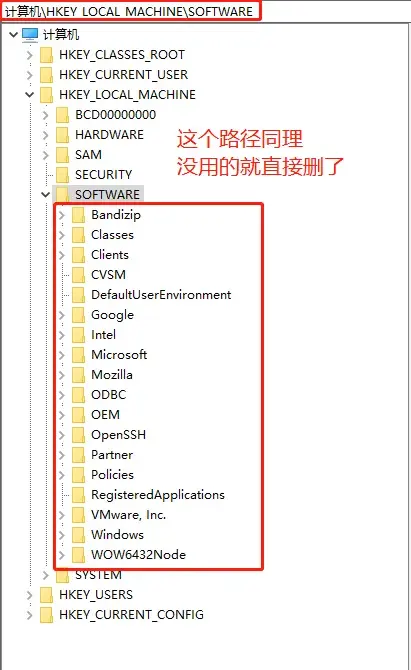 计算机\HKEY_LOCAL_MACHINE\SOFTWARE
计算机
HKEY_CLASSES_ROOT
HKEY_CURRENT_USER
HKEY_LOCAL_MACHINE
BCD00000000
HARDWARE
SAM
SECURITY
SOFTWARE
这个路径同理
没用的就直接删了
Bandizip
Classes
Clients
CVSM
DefaultUserEnvironment
Google
Intel
Microsoft
Mozilla
ODBC
OEM
OpenSSH
Partner
Policies
RegisteredApplications
VMware, Inc.
Windows
WOW6432Node
SYSTEM
HKEY_USERS
HKEY_CURRENT_CONFIG